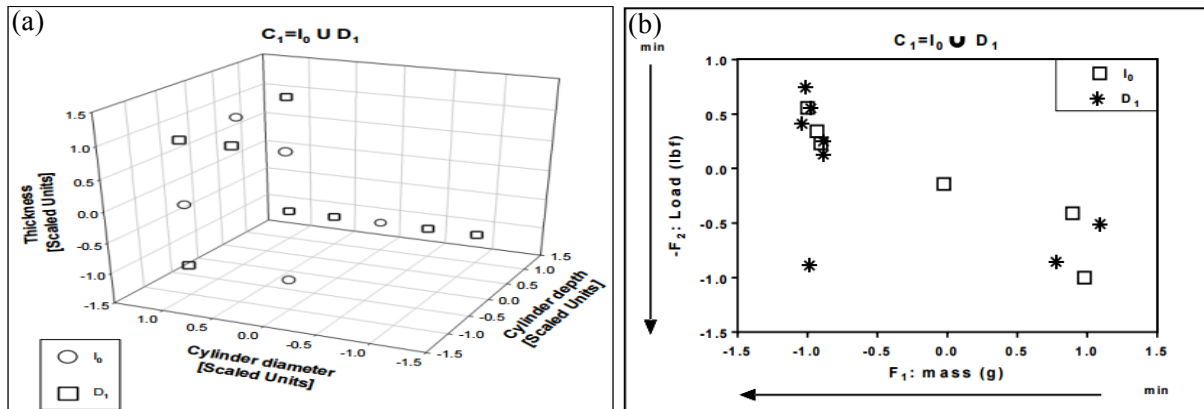 (a)
C1=I0 U D1
Thickness
[Scaled Units]
1.5
1.0
0.5
0.0
-0.5
-1.0
-1.5
1.0
0.5
0.0
-1.0
-1.5
Cylinder diameter
[Scaled Units]
-1.5
-1.0
-0.5
0.0
0.5
1.0
1.5
Cylinder depth
[Scaled Units]
I0
D1
(b)
C1=I0 ∪ D1
min
I0
D1
-F2: Load (lbf)
1.0
0.5
0.0
-0.5
-1.0
-1.5
-1.5
-1.0
-0.5
0.0
0.5
1.0
1.5
F1: mass (g)
min